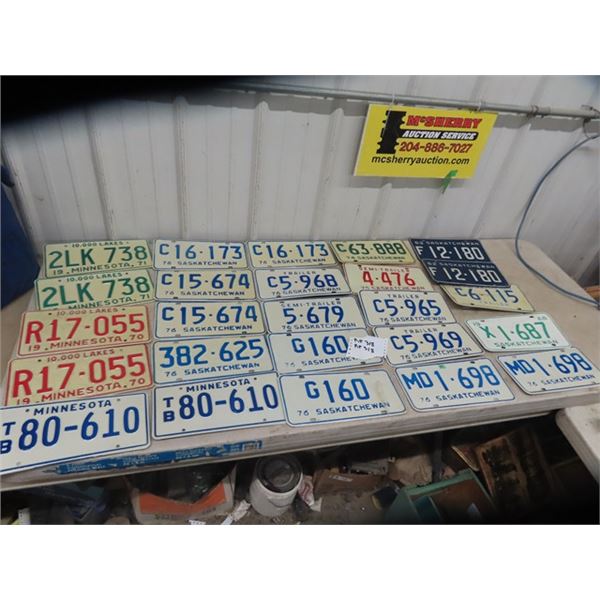 McSHERRY
AUCTION SERVICE
204-886-7027
mcsherryauction.com
10,000 LAKES
2LK 738
19 MINNESOTA 71
10,000 LAKES
2LK 738
MINNESOTA, 71
R17-055
19 MINNESOTA, 70
10,000 LAKES
R17-055
19 MINNESOTA, 70
MINNESOTA
TB 80-610
C16-173
76 SASKATCHEWAN
C15-674
76 SASKATCHEWAN
C15-674
76 SASKATCHEWAN
382-625
76 SASKATCHEWAN
MINNESOTA
TB 80-610
C16-173
76 SASKATCHEWAN
TRAILER
C5-968
76 SASKATCHEWAN
SEMI-TRAILER
5-679
76 SASKATCHEWAN
G160
76 SASKATCHEWAN
G160
76 SASKATCHEWAN
C63-888
SASKATCHEWAN
SEMI-TRAILER
4-476
SASKATCHEWAN
TRAILER
C5-965
76 SASKATCHEWAN
TRAILER
C5-969
76 SASKATCHEWAN
MD1-698
76 SASKATCHEWAN
SASKATCHEWAN
F12-180
F12-180
C6-115
X1-687
SASKATCHEWAN
MD1-698
76 SASKATCHEWAN